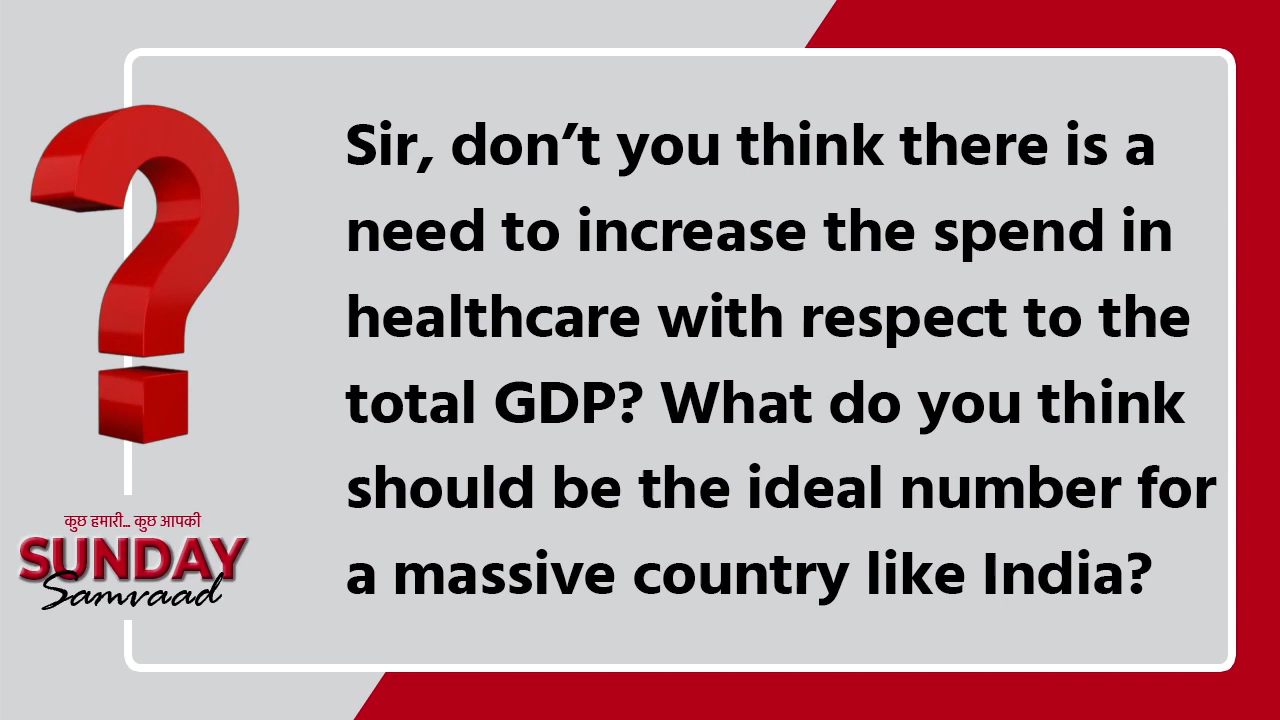 Sir, don’t you think there is a
need to increase the spend in
healthcare with respect to the
total GDP? What do you think
should be the ideal number for
a massive country like India?
कुछ हमारी... कुछ आपकी
SUNDAY
Samvaad